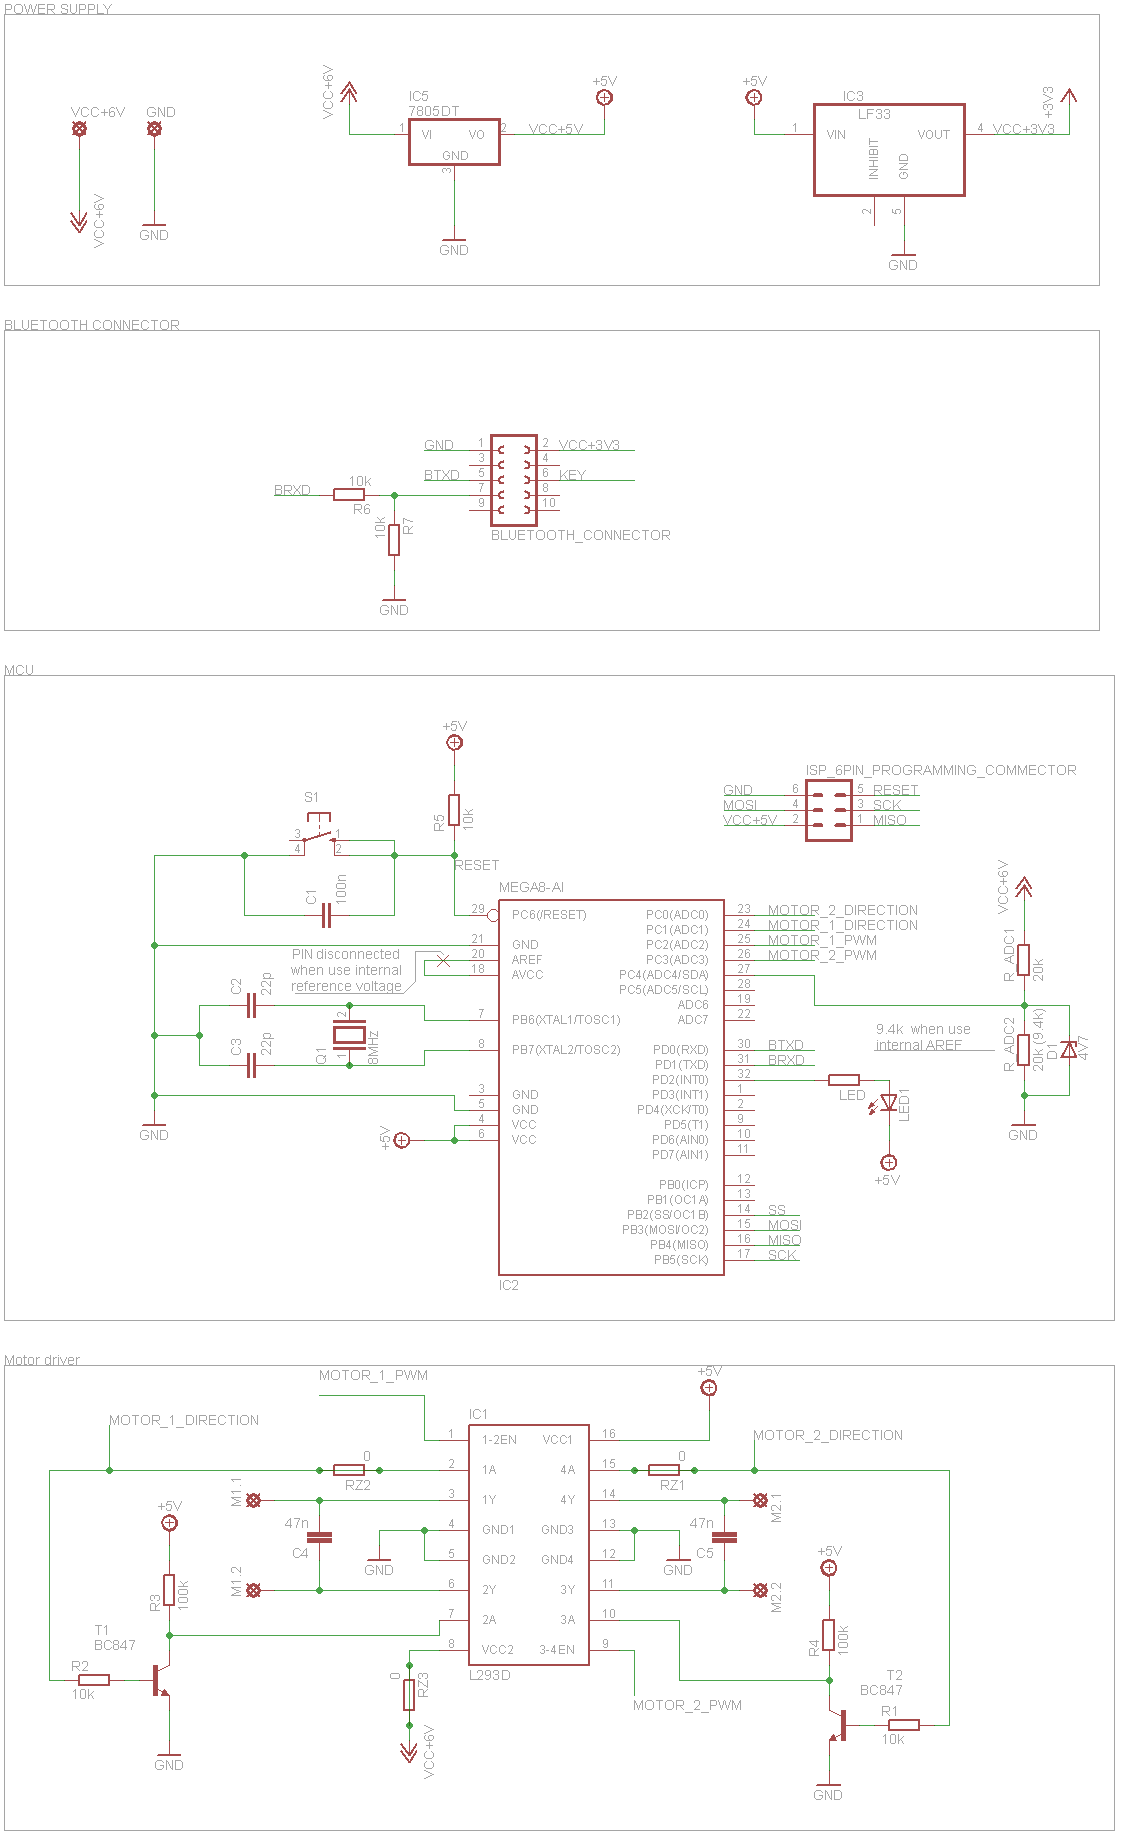 POWER SUPPLY
VCC+6V
GND
VCC+6V
GND
VCC+6V
IC5
7805DT
1
VI
VO
2
VCC+5V
+5V
GND
3
GND
+5V
IC3
LF33
1
VIN
VOUT
4
VCC+3V3
+3V3
INHIBIT
GND
2
5
GND
BLUETOOTH CONNECTOR
GND
1
2
VCC+3V3
3
4
BTXD
5
6
KEY
BRXD
10k
R6
7
8
9
10
BLUETOOTH_CONNECTOR
10k
R7
GND
MCU
+5V
R5
10k
S1
3
1
4
2
RESET
C1
100n
ISP_6PIN_PROGRAMMING_COMMECTOR
GND
6
5
RESET
MOSI
4
3
SCK
VCC+5V
2
1
MISO
MEGA8-AI
29
PC6(/RESET)
21
GND
20
AREF
18
AVCC
PIN disconnected
when use internal
reference voltage
7
PB6(XTAL1/TOSC1)
8
PB7(XTAL2/TOSC2)
C2
22p
C3
22p
Q1
2
1
8MHz
3
GND
5
GND
4
VCC
6
VCC
+5V
GND
PC0(ADC0)
23
MOTOR_2_DIRECTION
PC1(ADC1)
24
MOTOR_1_DIRECTION
PC2(ADC2)
25
MOTOR_1_PWM
PC3(ADC3)
26
MOTOR_2_PWM
PC4(ADC4/SDA)
27
PC5(ADC5/SCL)
28
ADC6
19
ADC7
22
PD0(RXD)
30
BTXD
PD1(TXD)
31
BRXD
PD2(INT0)
32
PD3(INT1)
1
PD4(XCK/T0)
2
PD5(T1)
9
PD6(AIN0)
10
PD7(AIN1)
11
PB0(ICP)
12
PB1(OC1A)
13
PB2(SS/OC1B)
14
SS
PB3(MOSI/OC2)
15
MOSI
PB4(MISO)
16
MISO
PB5(SCK)
17
SCK
IC2
LED
LED1
+5V
VCC+6V
R_ADC1
20k
9.4k when use
internal AREF
R_ADC2
20k(9.4k)
D1
4V7
GND
Motor driver
MOTOR_1_PWM
MOTOR_1_DIRECTION
+5V
MOTOR_2_DIRECTION
IC1
1
1-2EN
VCC1
16
2
1A
4A
15
3
1Y
4Y
14
4
GND1
GND3
13
5
GND2
GND4
12
6
2Y
3Y
11
7
2A
3A
10
8
VCC2
3-4EN
9
L293D
0
RZ2
0
RZ1
M1.1
M1.2
47n
C4
GND
M2.1
M2.2
47n
C5
GND
+5V
R3
100k
T1
BC847
R2
10k
GND
0
RZ3
VCC+6V
MOTOR_2_PWM
+5V
R4
100k
T2
BC847
R1
10k
GND